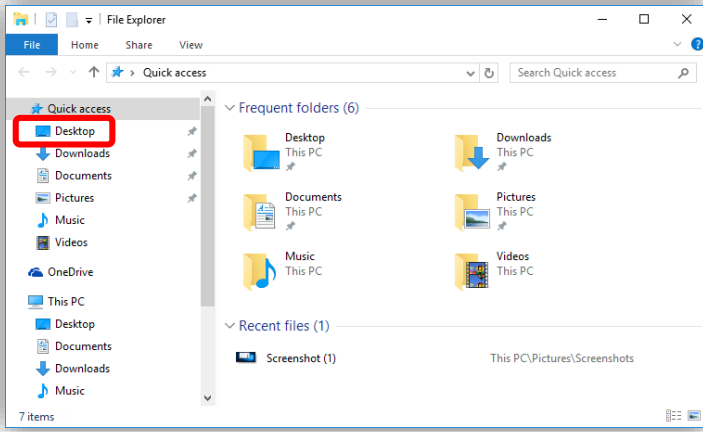 File Explorer
File Home Share View
Quick access
Search Quick access
Quick access
Desktop
Downloads
Documents
Pictures
Music
Videos
OneDrive
This PC
Desktop
Documents
Downloads
Music
Frequent folders (6)
Desktop
This PC
Downloads
This PC
Documents
This PC
Pictures
This PC
Music
This PC
Videos
This PC
Recent files (1)
Screenshot (1) This PC\Pictures\Screenshots
7 items